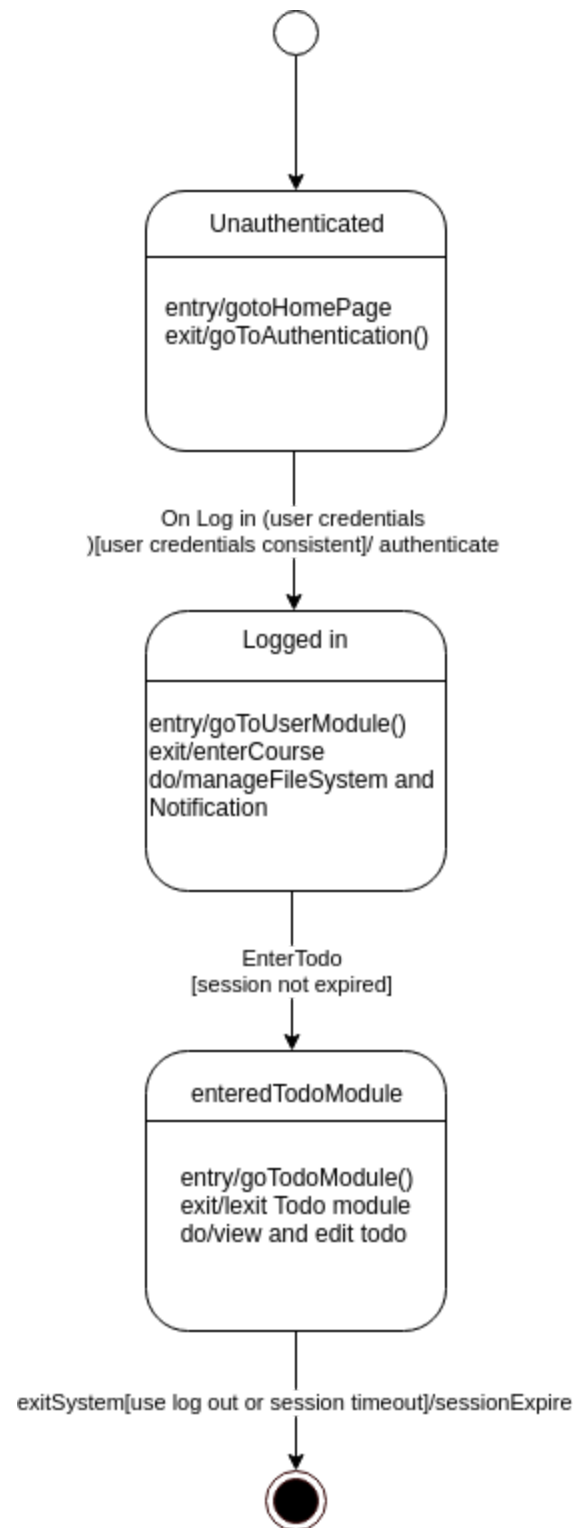 Unauthenticated
entry/gotoHomePage
exit/goToAuthentication()
On Log in (user credentials
)[user credentials consistent]/ authenticate
Logged in
entry/goToUserModule()
exit/enterCourse
do/manageFileSystem and
Notification
EnterTodo
[session not expired]
enteredTodoModule
entry/goTodoModule()
exit/lexit Todo module
do/view and edit todo
exitSystem[use log out or session timeout]/sessionExpire